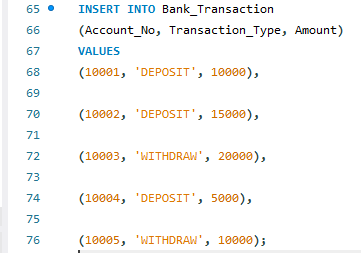 65 INSERT INTO Bank_Transaction
66 (Account_No, Transaction_Type, Amount)
67 VALUES
68 (10001, 'DEPOSIT', 10000),
69
70 (10002, 'DEPOSIT', 15000),
71
72 (10003, 'WITHDRAW', 20000),
73
74 (10004, 'DEPOSIT', 5000),
75
76 (10005, 'WITHDRAW', 10000);